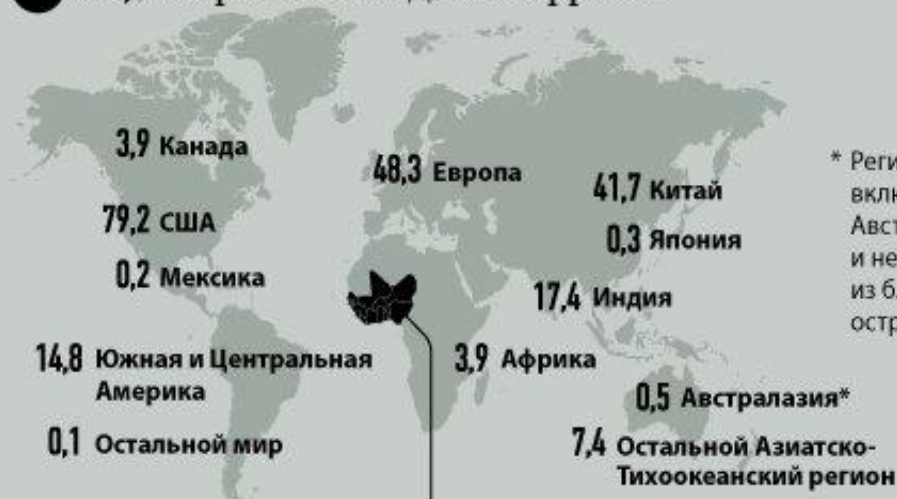 3,9 Канада
48,3 Европа
41,7 Китай
79,2 США
0,3 Япония
0,2 Мексика
17,4 Индия
14,8 Южная и Центральная
Америка
3,9 Африка
0,5 Австралазия*
0,1 Остальной мир
7,4 Остальной Азиатско-
Тихоокеанский регион
*
и
из